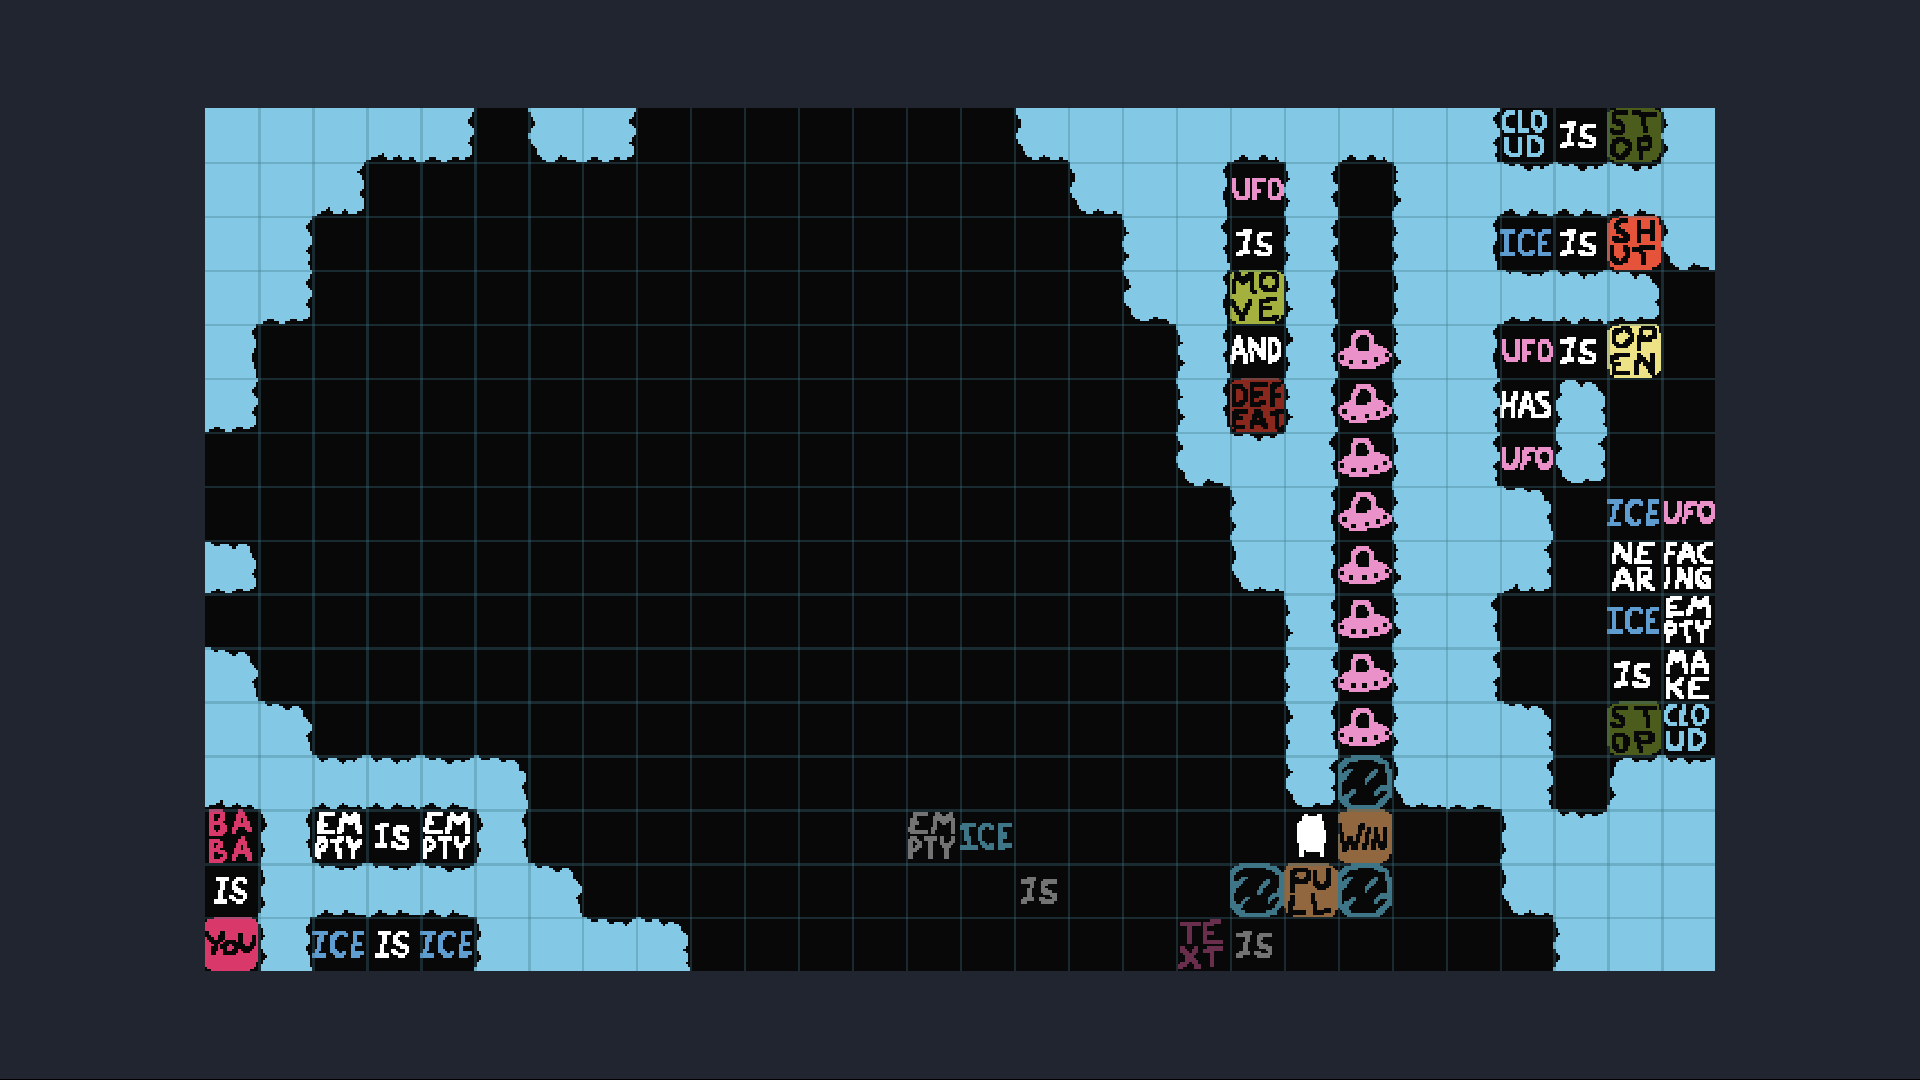 CLOUD IS STOP
UFO IS MOVE AND DEFEAT
ICE IS SHUT
UFO IS OPEN
HAS
UFO
ICE NEAR ICE IS STOP
UFO FACING EMPTY MAKE CLOUD
BABA IS YOU
EMPTY IS EMPTY
EMPTY ICE
WIN
IS
PULL
ICE IS ICE
TEXT IS